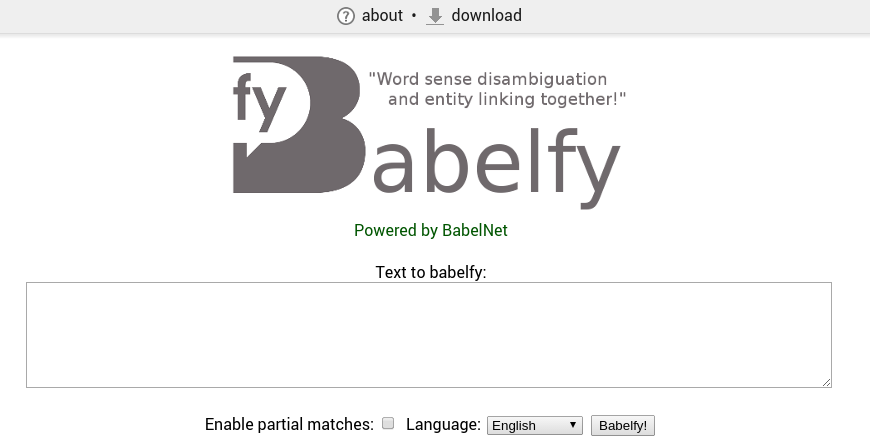 about • download
"Word sense disambiguation
and entity linking together!"
fy
Babelfy
Powered by BabelNet
Text to babelfy:
Enable partial matches: Language: English Babelfy!